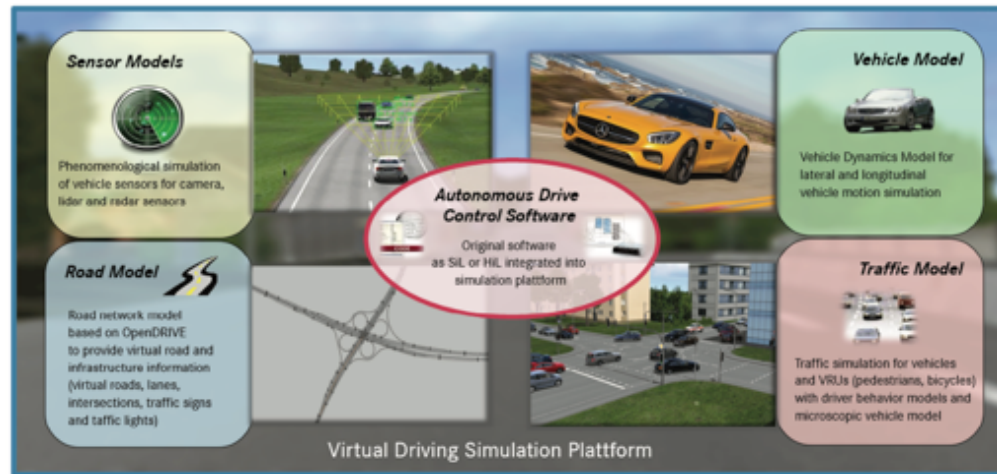 Sensor Models
Phenomenological simulation
of vehicle sensors for camera,
lidar and radar sensors
Vehicle Model
Vehicle Dynamics Model for
lateral and longitudinal
vehicle motion simulation
Autonomous Drive
Control Software
Original software
as SiL or HiL integrated into
simulation plattform
Road Model
Road network model
based on OpenDRIVE
to provide virtual road and
infrastructure information
(virtual roads, lanes,
intersections, traffic signs
and taffic lights)
Traffic Model
Traffic simulation for vehicles
and VRUs (pedestrians, bicycles)
with driver behavior models and
microscopic vehicle model
Virtual Driving Simulation Plattform